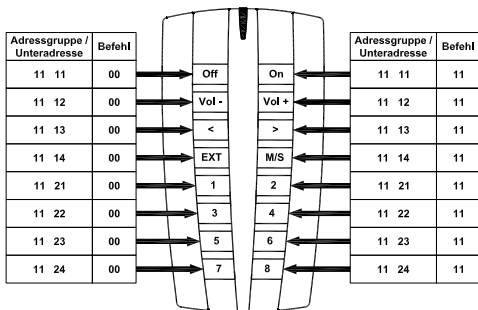 Adressgruppe / Unteradresse Befehl
11 11 00
11 12 00
11 13 00
11 14 00
11 21 00
11 22 00
11 23 00
11 24 00
Off On
Vol - Vol +
< >
EXT M/S
1 2
3 4
5 6
7 8
Adressgruppe / Unteradresse Befehl
11 11 11
11 12 11
11 13 11
11 14 11
11 21 11
11 22 11
11 23 11
11 24 11